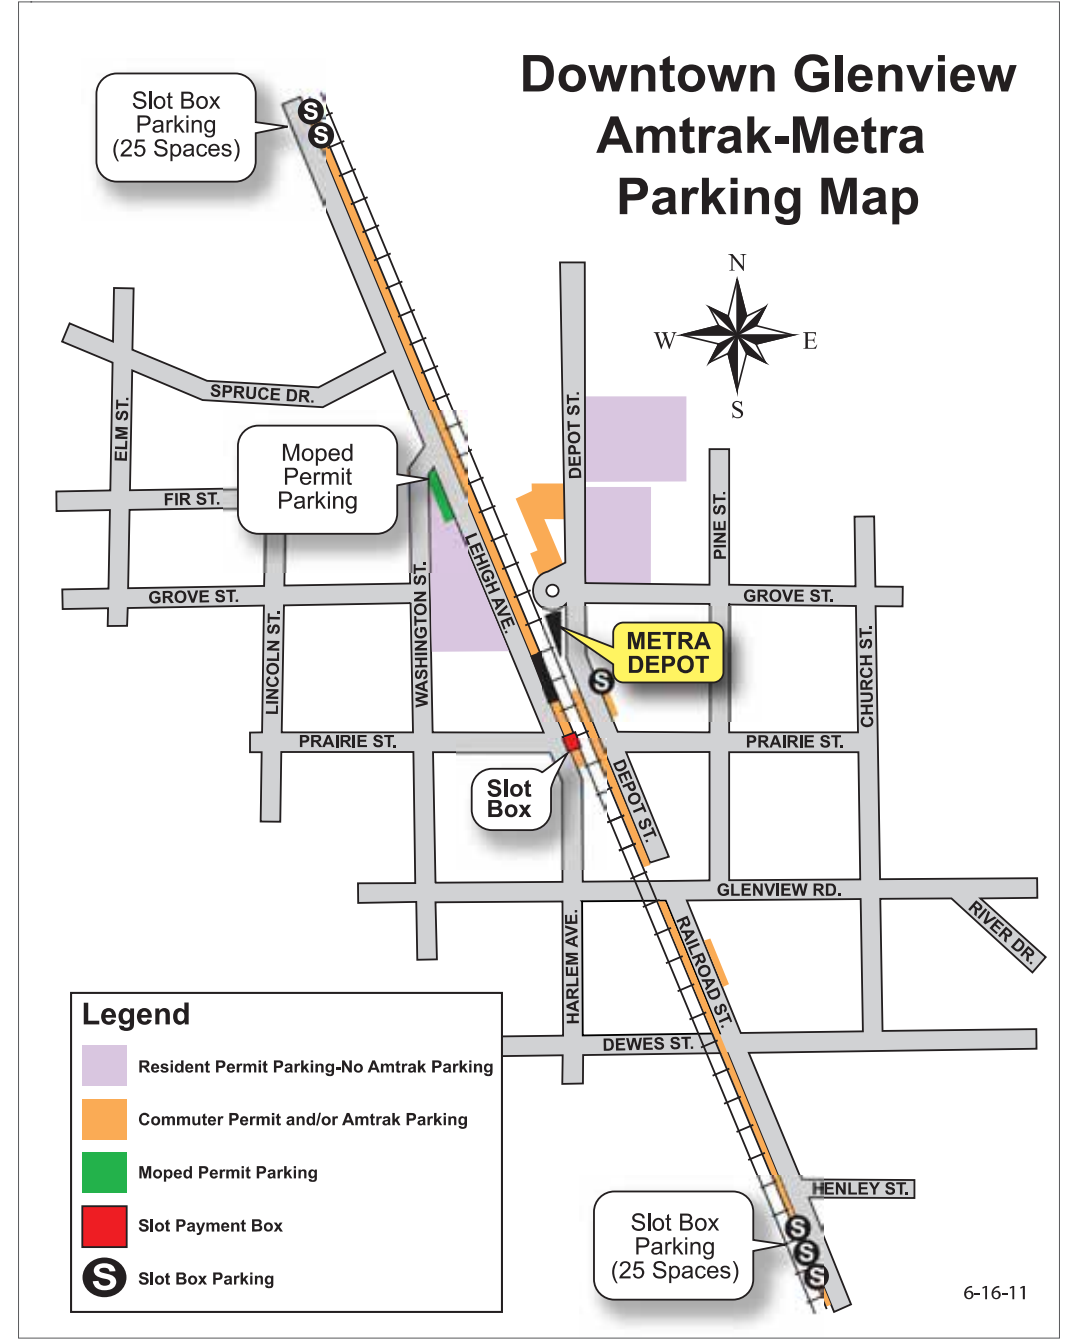 Downtown Glenview
Amtrak-Metra
Parking Map
Slot Box
Parking
(25 Spaces)
S
S
N
W
E
S
SPRUCE DR.
ELM ST.
DEPOT ST.
Moped
Permit
Parking
FIR ST.
PINE ST.
LEHIGH AVE.
GROVE ST.
WASHINGTON ST.
GROVE ST.
LINCOLN ST.
METRA
DEPOT
CHURCH ST.
S
PRAIRIE ST.
PRAIRIE ST.
Slot
Box
DEPOT ST.
GLENVIEW RD.
RIVER DR.
HARLEM AVE.
RAILROAD ST.
DEWES ST.
HENLEY ST.
Slot Box
Parking
(25 Spaces)
S
S
S
Legend
Resident Permit Parking-No Amtrak Parking
Commuter Permit and/or Amtrak Parking
Moped Permit Parking
Slot Payment Box
S Slot Box Parking
6-16-11